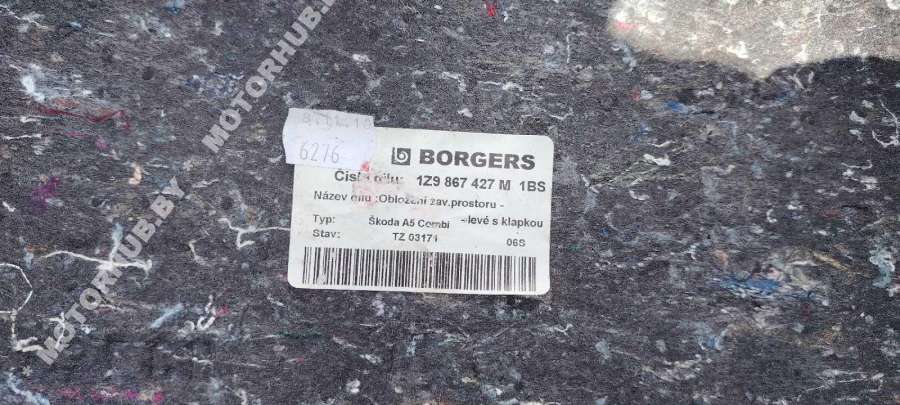 MOTORHUB.BY
MOTORHUB.BY
6276
BORGERS
Číslo dílu: 1Z9 867 427 M 1BS
Název dílu :Obložení zav.prostoru -
Typ: Škoda A5 Combi -levé s klapkou
Stav: TZ 03171 06S